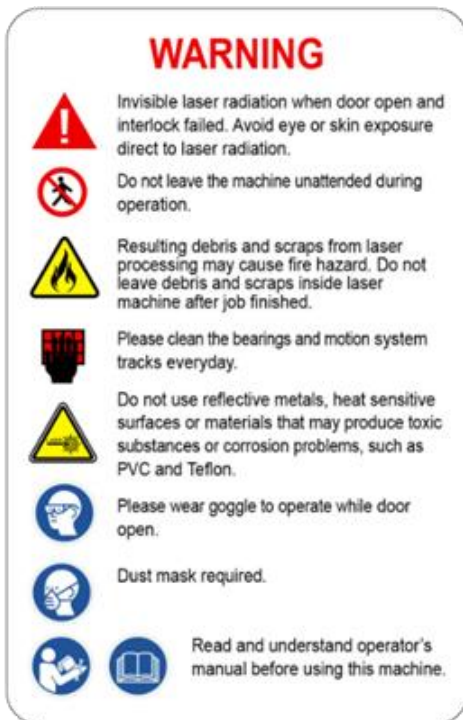 WARNING
Invisible laser radiation when door open and
interlock failed. Avoid eye or skin exposure
direct to laser radiation.
Do not leave the machine unattended during
operation.
Resulting debris and scraps from laser
processing may cause fire hazard. Do not
leave debris and scraps inside laser
machine after job finished.
Please clean the bearings and motion system
tracks everyday.
Do not use reflective metals, heat sensitive
surfaces or materials that may produce toxic
substances or corrosion problems, such as
PVC and Teflon.
Please wear goggle to operate while door
open.
Dust mask required.
Read and understand operator's
manual before using this machine.